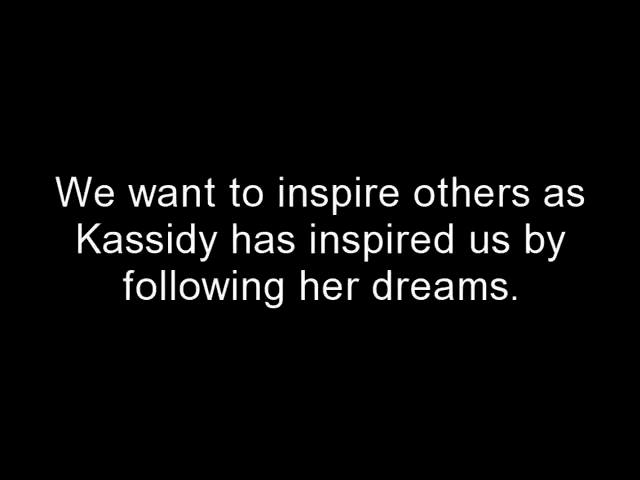 We want to inspire others as
Kassidy has inspired us by
following her dreams.